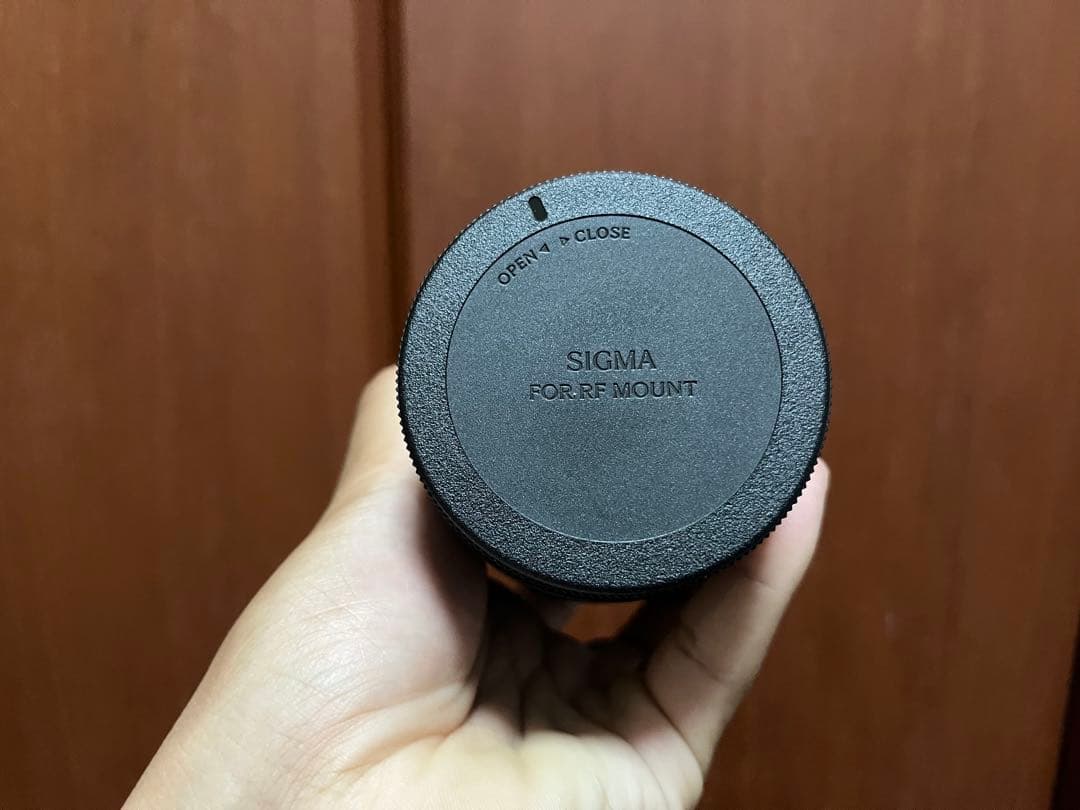 OPEN ◁ ▷ CLOSE
SIGMA
FOR RF MOUNT